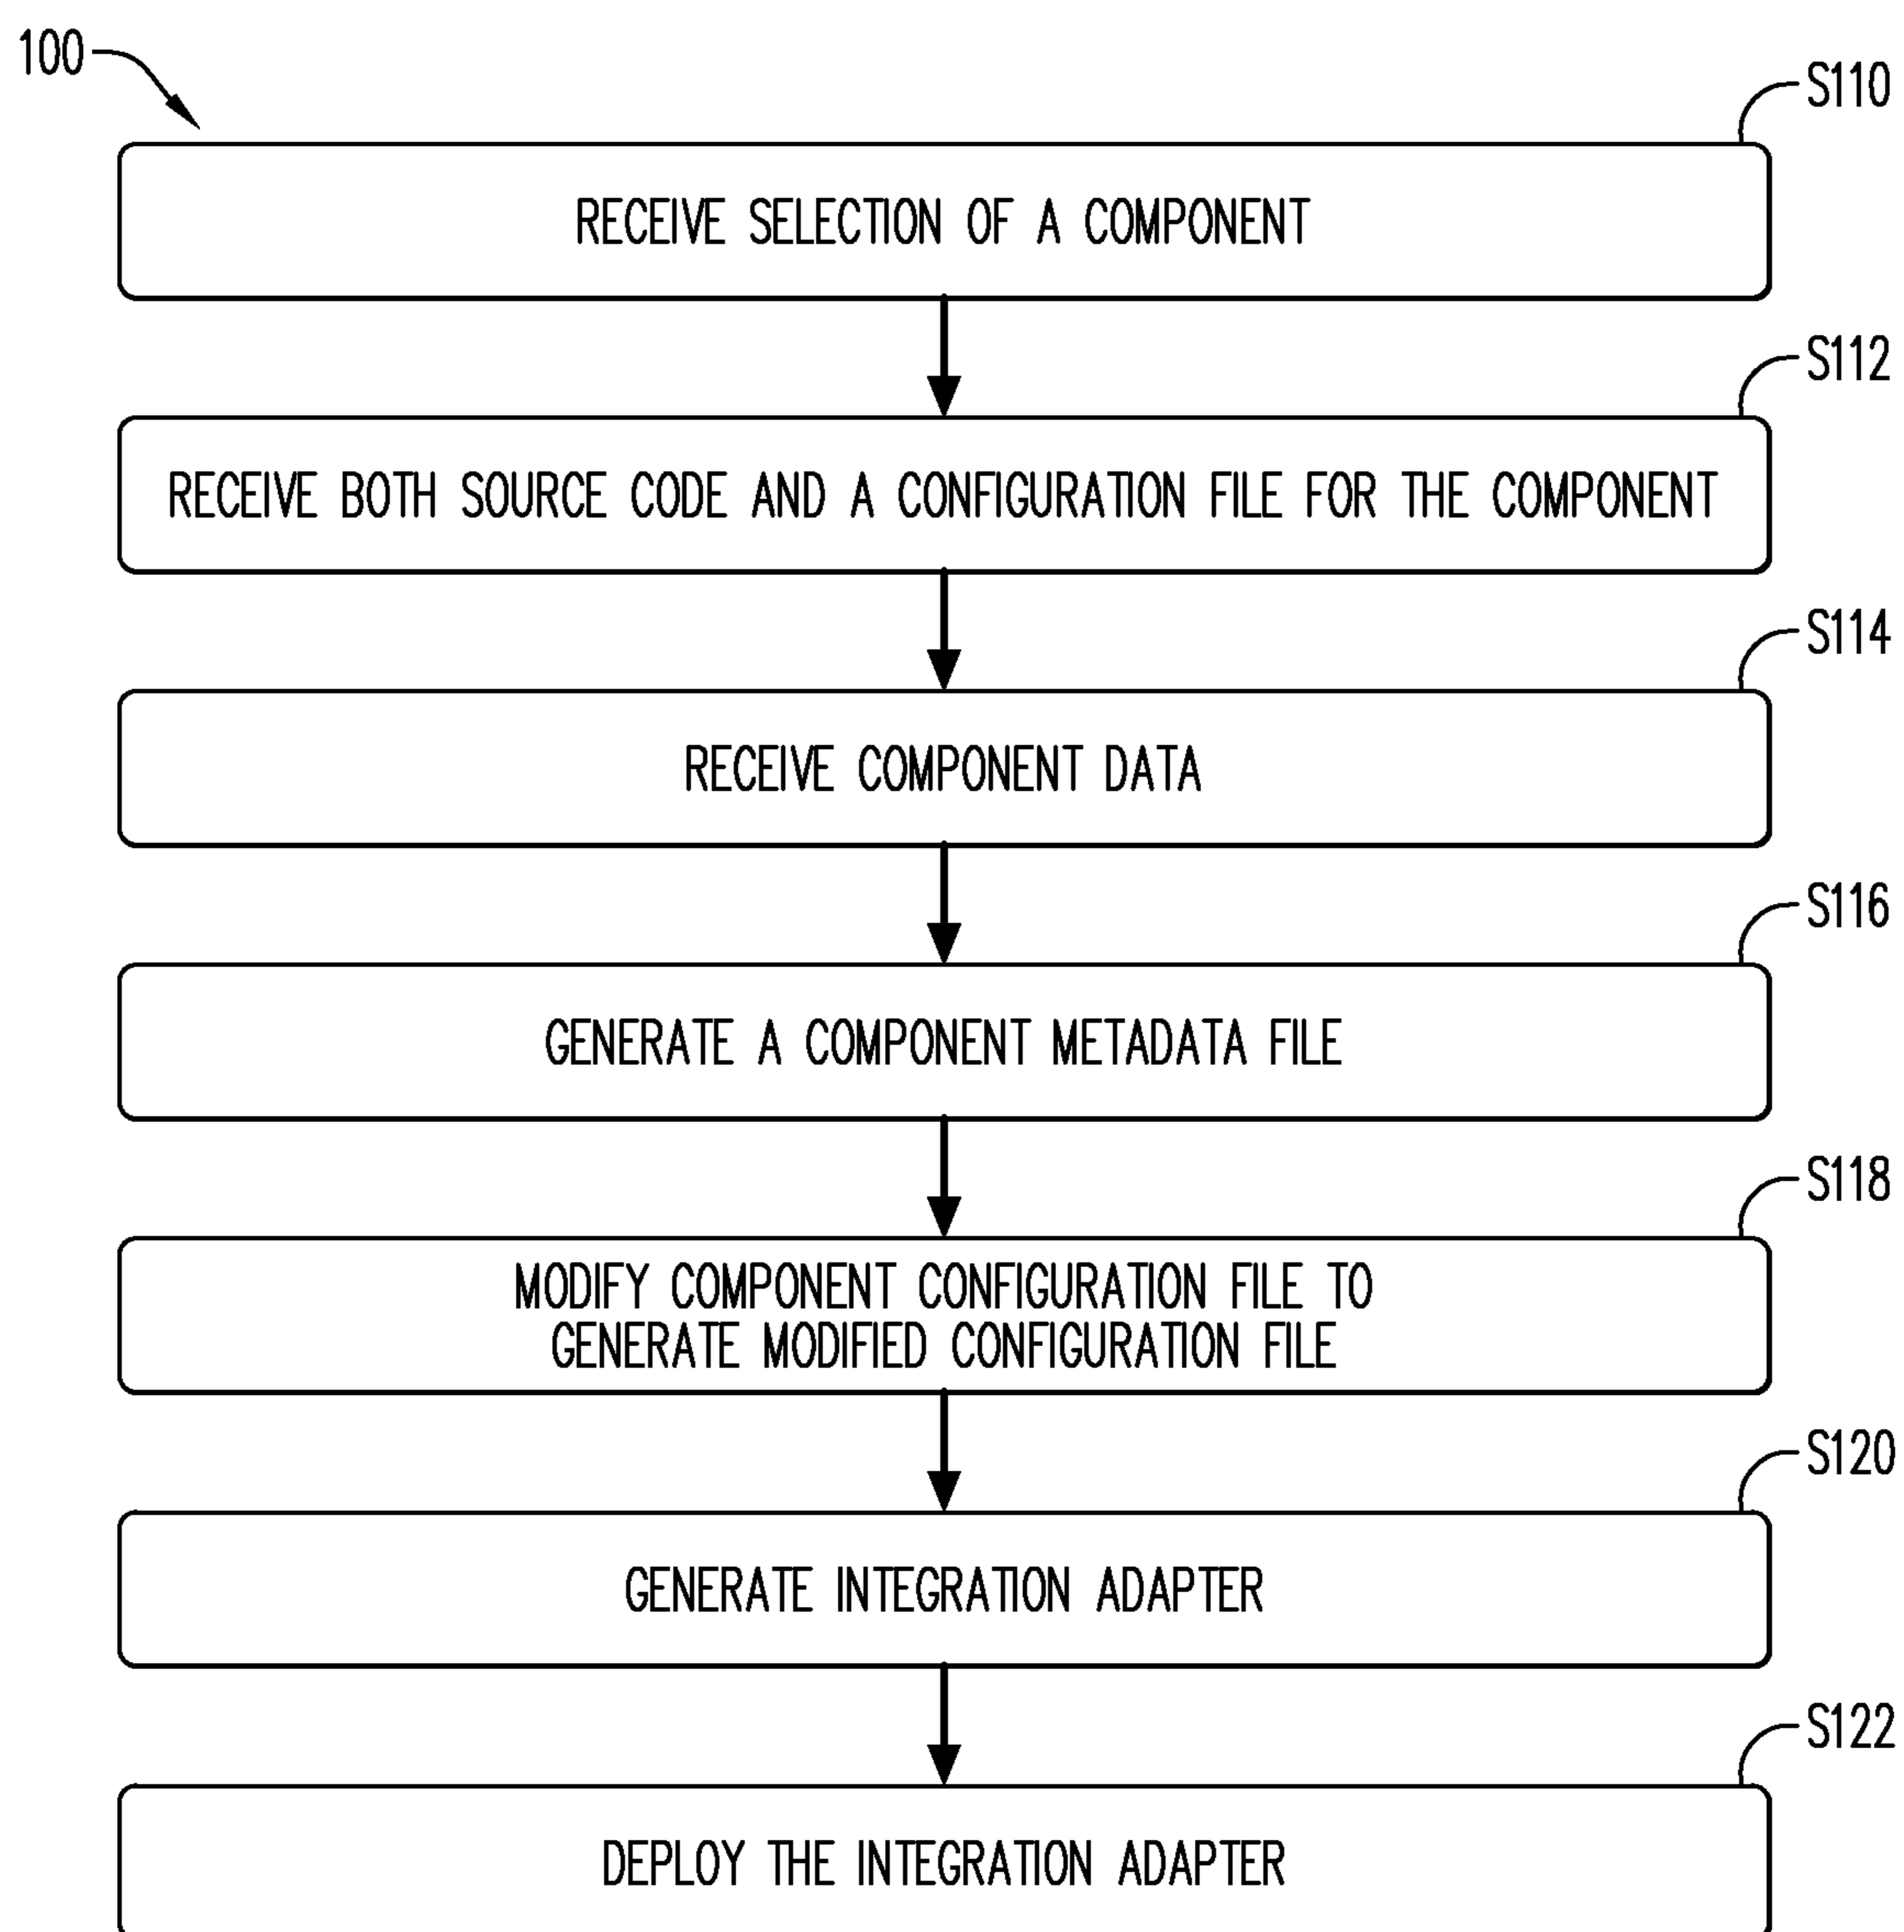 100
S110
RECEIVE SELECTION OF A COMPONENT
S112
RECEIVE BOTH SOURCE CODE AND A CONFIGURATION FILE FOR THE COMPONENT
S114
RECEIVE COMPONENT DATA
S116
GENERATE A COMPONENT METADATA FILE
S118
MODIFY COMPONENT CONFIGURATION FILE TO
GENERATE MODIFIED CONFIGURATION FILE
S120
GENERATE INTEGRATION ADAPTER
S122
DEPLOY THE INTEGRATION ADAPTER